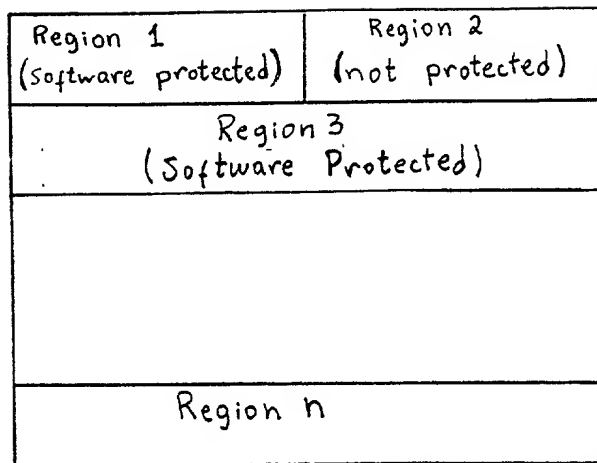 Region 1
(Software protected)
Region 2
(not protected)
Region 3
(Software Protected)
Region n